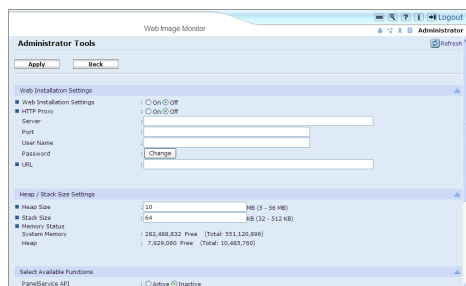 Logout
Web Image Monitor
Administrator
Administrator Tools
Refresh
Apply Back
Web Installation Settings
Web Installation Settings : On Off
HTTP Proxy : On Off
Server :
Port :
User Name :
Password : Change
URL :
Heap / Stack Size Settings
Heap Size : 10 MB (5 - 56 MB)
Stack Size : 64 KB (32 - 512 KB)
Memory Status
System Memory : 282,488,832 Free (Total: 551,120,896)
Heap : 7,929,060 Free (Total: 10,485,760)
Select Available Functions
PanelService API : Active Inactive